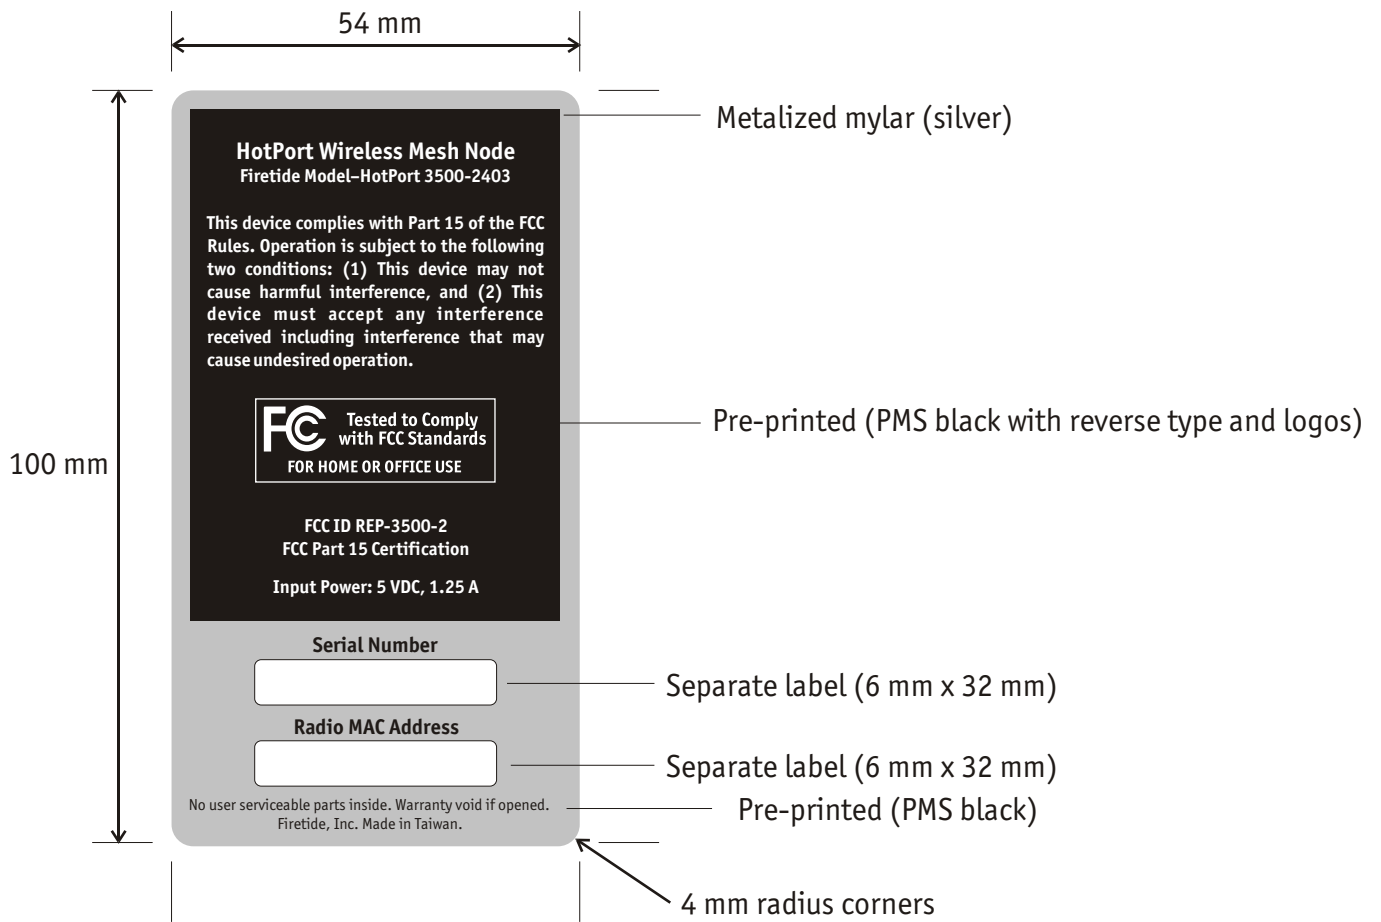 54 mm
Metalized mylar (silver)
HotPort Wireless Mesh Node
Firetide Model–HotPort 3500-2403
This device complies with Part 15 of the FCC
Rules. Operation is subject to the following
two conditions: (1) This device may not
cause harmful interference, and (2) This
device must accept any interference
received including interference that may
cause undesired operation.
FCC
Tested to Comply
with FCC Standards
FOR HOME OR OFFICE USE
Pre-printed (PMS black with reverse type and logos)
100 mm
FCC ID REP-3500-2
FCC Part 15 Certification
Input Power: 5 VDC, 1.25 A
Serial Number
Separate label (6 mm x 32 mm)
Radio MAC Address
Separate label (6 mm x 32 mm)
No user serviceable parts inside. Warranty void if opened.
Firetide, Inc. Made in Taiwan.
Pre-printed (PMS black)
4 mm radius corners